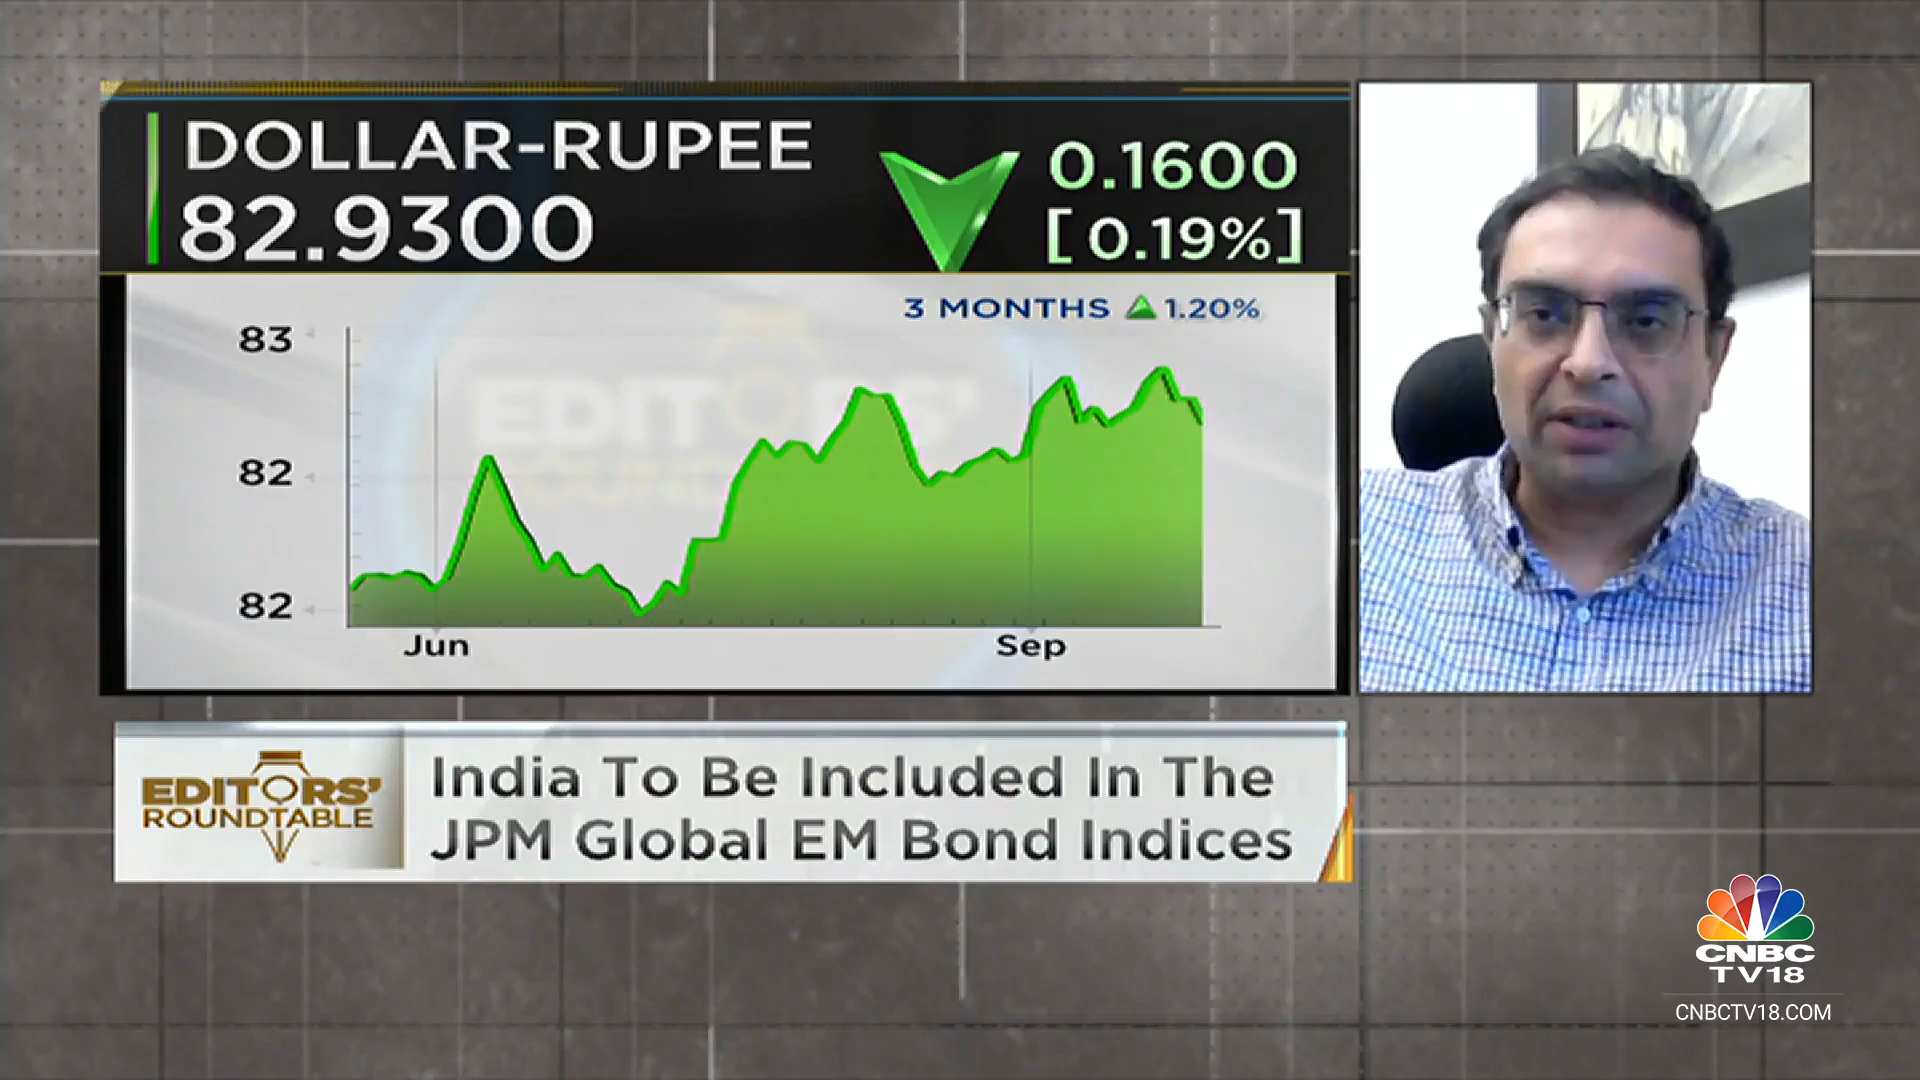 DOLLAR-RUPEE
82.9300
0.1600
[0.19%]
3 MONTHS 1.20%
83
82
82
Jun
Sep
EDITORS'
ROUNDTABLE
India To Be Included In The
JPM Global EM Bond Indices
CNBC
TV18
CNBCTV18.COM